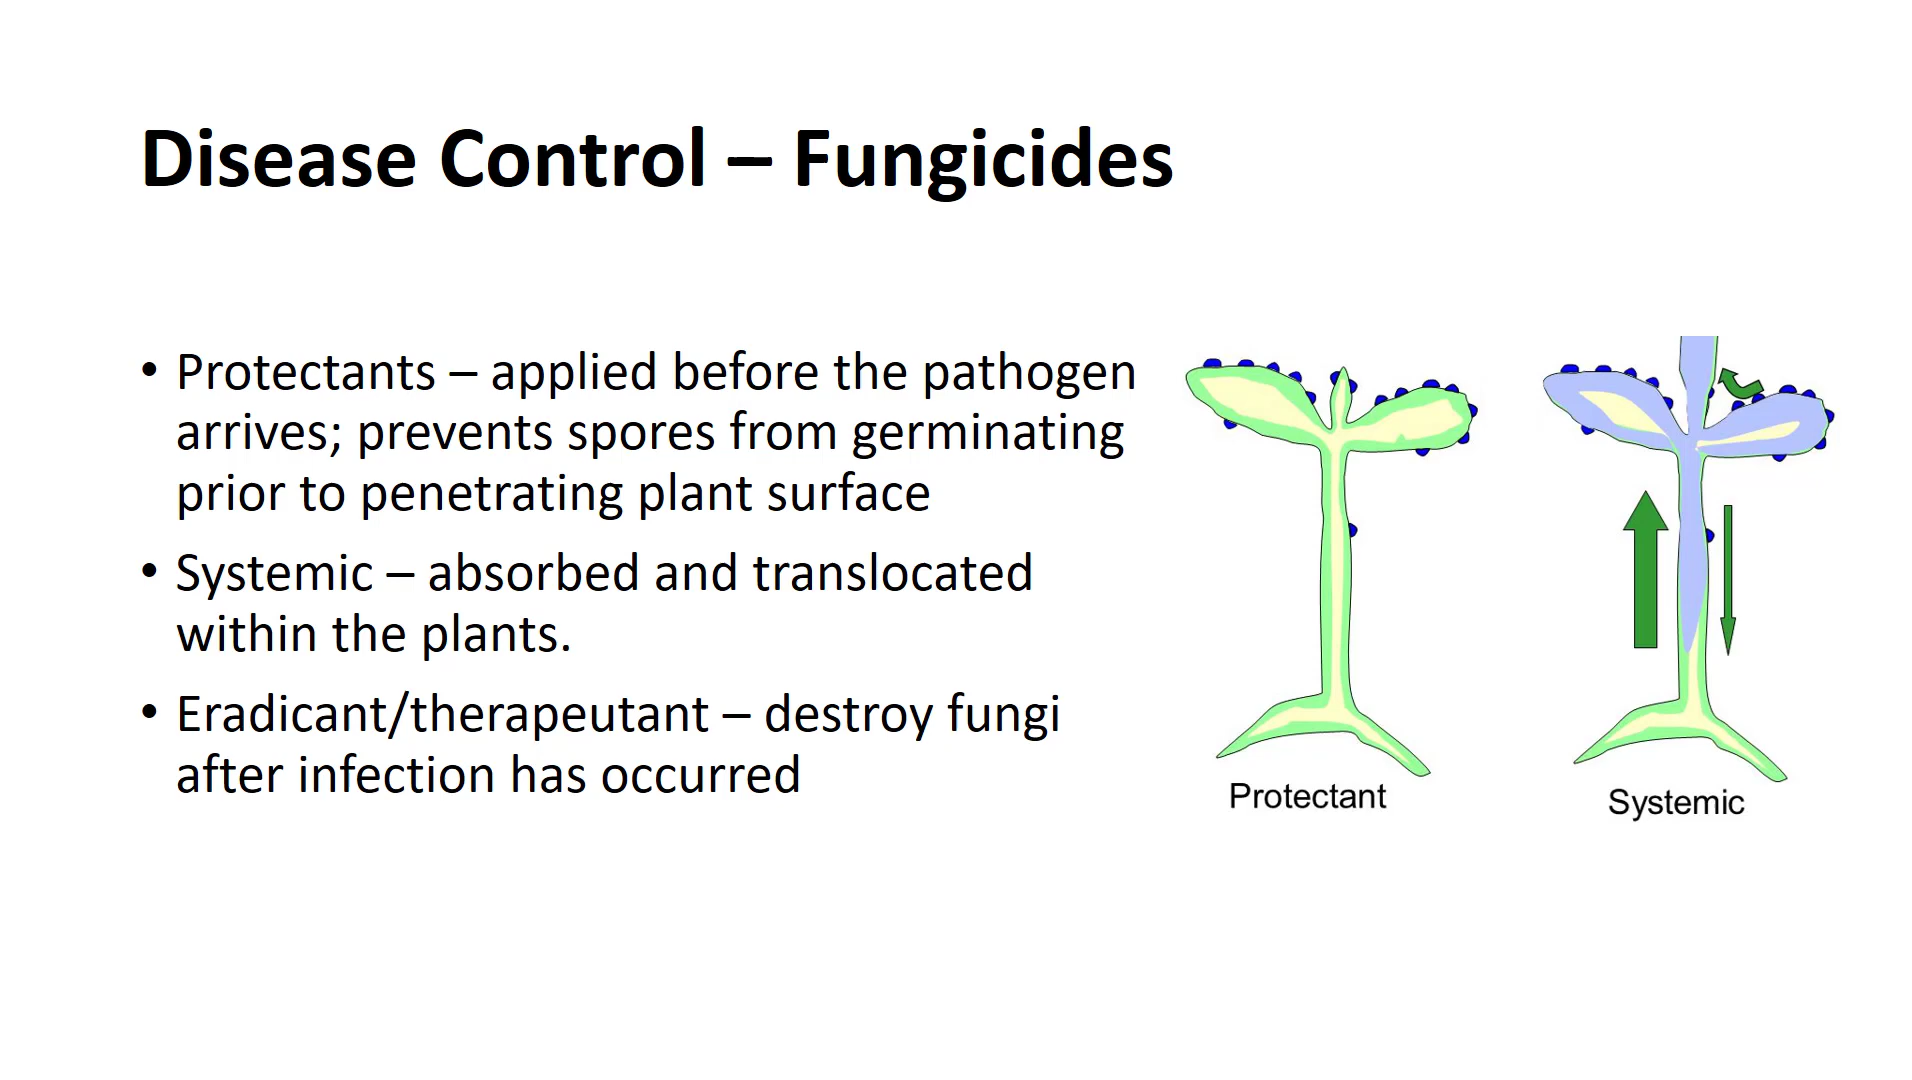 Disease Control – Fungicides
• Protectants – applied before the pathogen
arrives; prevents spores from germinating
prior to penetrating plant surface
• Systemic – absorbed and translocated
within the plants.
• Eradicant/therapeutant – destroy fungi
after infection has occurred
Protectant
Systemic